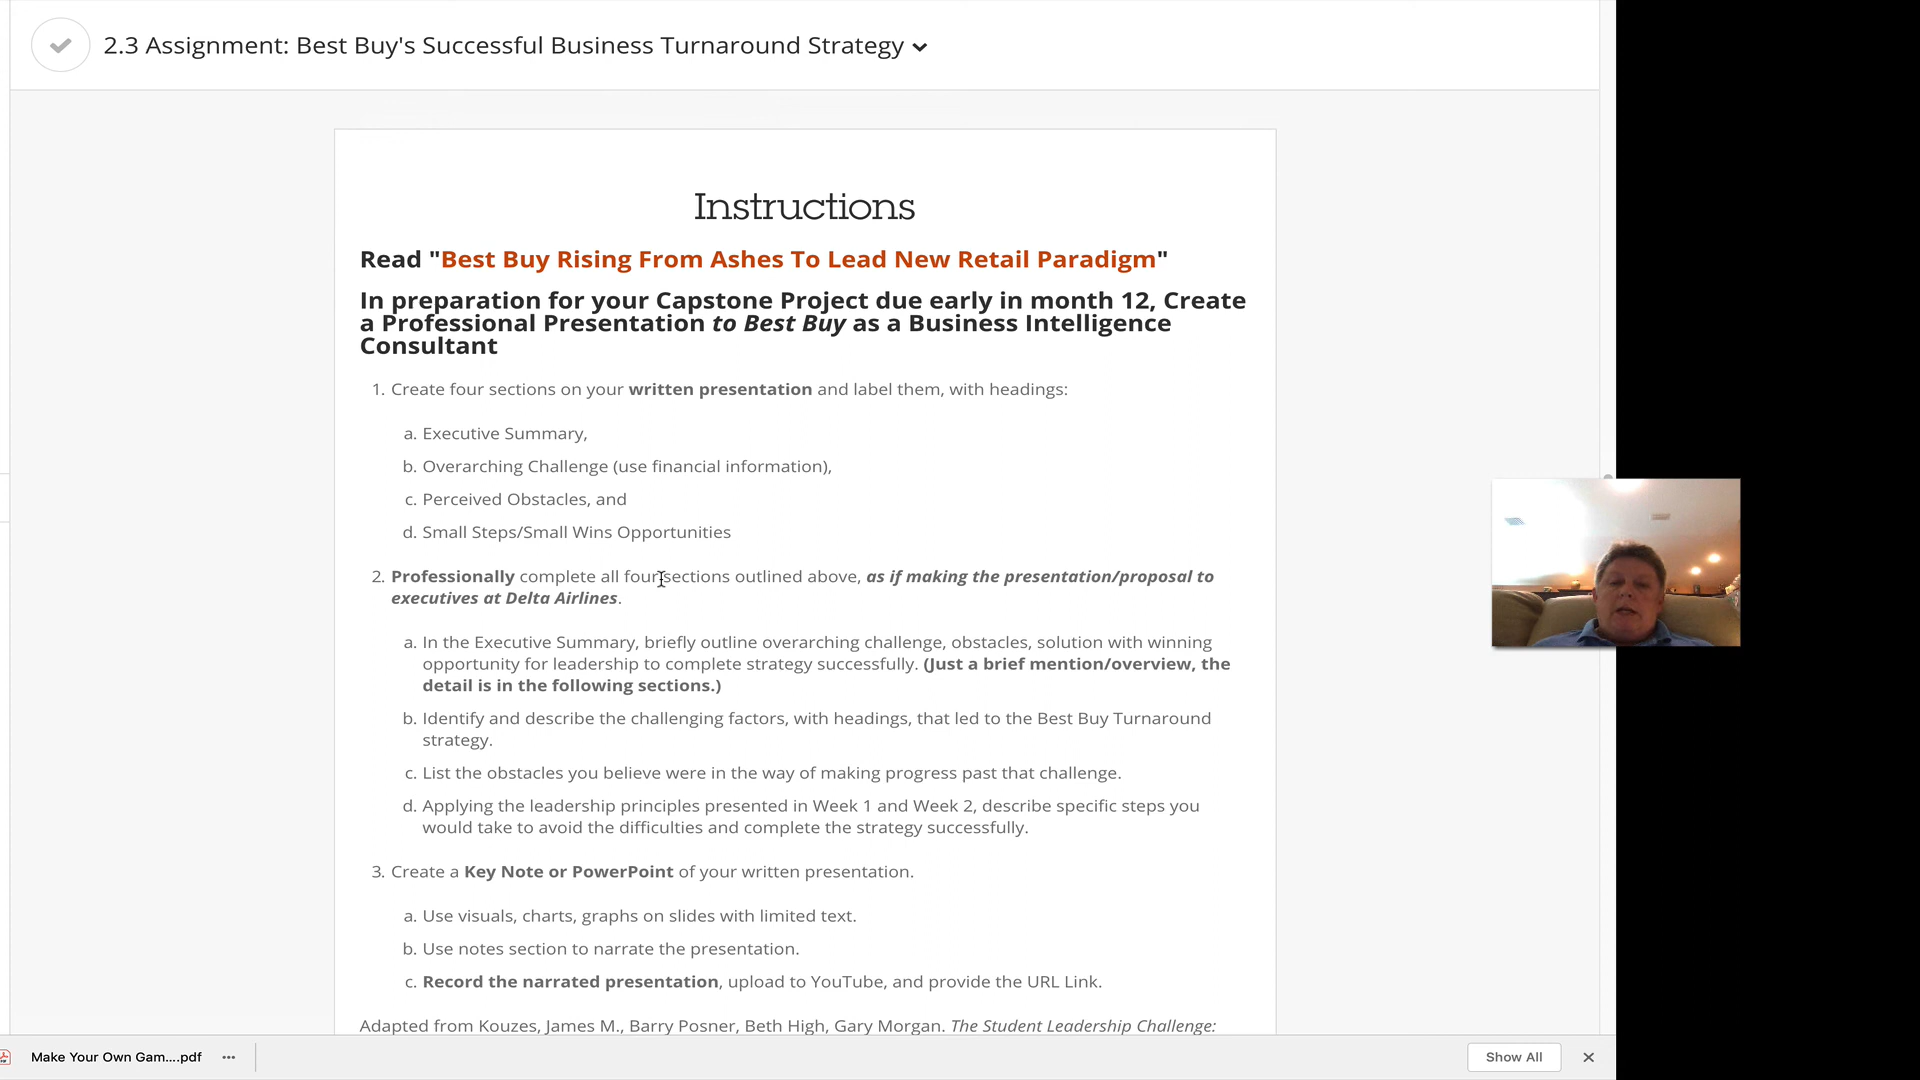 2.3 Assignment: Best Buy's Successful Business Turnaround Strategy
Instructions
Read "Best Buy Rising From Ashes To Lead New Retail Paradigm"
In preparation for your Capstone Project due early in month 12, Create
a Professional Presentation to Best Buy as a Business Intelligence
Consultant
1. Create four sections on your written presentation and label them, with headings:
a. Executive Summary,
b. Overarching Challenge (use financial information),
c. Perceived Obstacles, and
d. Small Steps/Small Wins Opportunities
2. Professionally complete all four sections outlined above, as if making the presentation/proposal to
executives at Delta Airlines.
a. In the Executive Summary, briefly outline overarching challenge, obstacles, solution with winning
opportunity for leadership to complete strategy successfully. (Just a brief mention/overview, the
detail is in the following sections.)
b. Identify and describe the challenging factors, with headings, that led to the Best Buy Turnaround
strategy.
c. List the obstacles you believe were in the way of making progress past that challenge.
d. Applying the leadership principles presented in Week 1 and Week 2, describe specific steps you
would take to avoid the difficulties and complete the strategy successfully.
3. Create a Key Note or PowerPoint of your written presentation.
a. Use visuals, charts, graphs on slides with limited text.
b. Use notes section to narrate the presentation.
c. Record the narrated presentation, upload to YouTube, and provide the URL Link.
Adapted from Kouzes, James M., Barry Posner, Beth High, Gary Morgan. The Student Leadership Challenge:
Make Your Own Gam....pdf
Show All